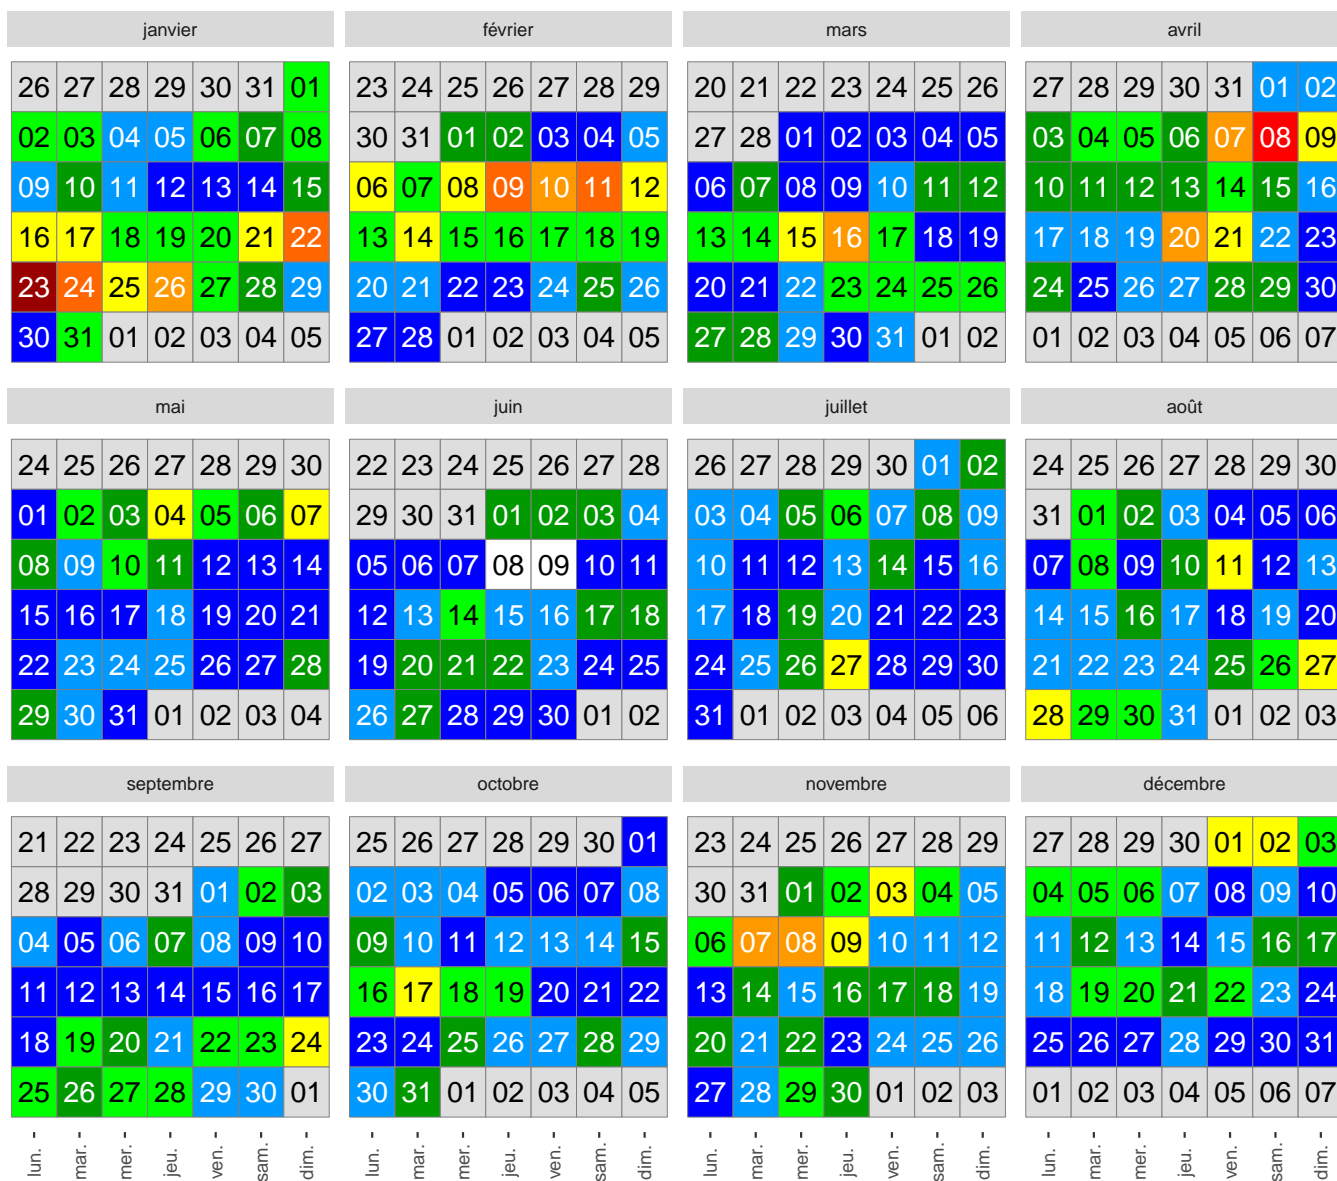 janvier février mars avril
26 27 28 29 30 31 01 23 24 25 26 27 28 29 20 21 22 23 24 25 26 27 28 29 30 31 01 02
02 03 04 05 06 07 08 30 31 01 02 03 04 05 27 28 01 02 03 04 05 03 04 05 06 07 08 09
09 10 11 12 13 14 15 06 07 08 09 10 11 12 06 07 08 09 10 11 12 10 11 12 13 14 15 16
16 17 18 19 20 21 22 13 14 15 16 17 18 19 13 14 15 16 17 18 19 17 18 19 20 21 22 23
23 24 25 26 27 28 29 20 21 22 23 24 25 26 20 21 22 23 24 25 26 24 25 26 27 28 29 30
30 31 01 02 03 04 05 27 28 01 02 03 04 05 27 28 29 30 31 01 02 01 02 03 04 05 06 07
mai juin juillet août
24 25 26 27 28 29 30 22 23 24 25 26 27 28 26 27 28 29 30 01 02 24 25 26 27 28 29 30
01 02 03 04 05 06 07 29 30 31 01 02 03 04 03 04 05 06 07 08 09 31 01 02 03 04 05 06
08 09 10 11 12 13 14 05 06 07 08 09 10 11 10 11 12 13 14 15 16 07 08 09 10 11 12 13
15 16 17 18 19 20 21 12 13 14 15 16 17 18 17 18 19 20 21 22 23 14 15 16 17 18 19 20
22 23 24 25 26 27 28 19 20 21 22 23 24 25 24 25 26 27 28 29 30 21 22 23 24 25 26 27
29 30 31 01 02 03 04 26 27 28 29 30 01 02 31 01 02 03 04 05 06 28 29 30 31 01 02 03
septembre octobre novembre décembre
21 22 23 24 25 26 27 25 26 27 28 29 30 01 23 24 25 26 27 28 29 27 28 29 30 01 02 03
28 29 30 31 01 02 03 02 03 04 05 06 07 08 30 31 01 02 03 04 05 04 05 06 07 08 09 10
04 05 06 07 08 09 10 09 10 11 12 13 14 15 06 07 08 09 10 11 12 11 12 13 14 15 16 17
11 12 13 14 15 16 17 16 17 18 19 20 21 22 13 14 15 16 17 18 19 18 19 20 21 22 23 24
18 19 20 21 22 23 24 23 24 25 26 27 28 29 20 21 22 23 24 25 26 25 26 27 28 29 30 31
25 26 27 28 29 30 01 30 31 01 02 03 04 05 27 28 29 30 01 02 03 01 02 03 04 05 06 07
lun. mar. mer. jeu. ven. sam. dim. lun. mar. mer. jeu. ven. sam. dim. lun. mar. mer. jeu. ven. sam. dim. lun. mar. mer. jeu. ven. sam. dim.